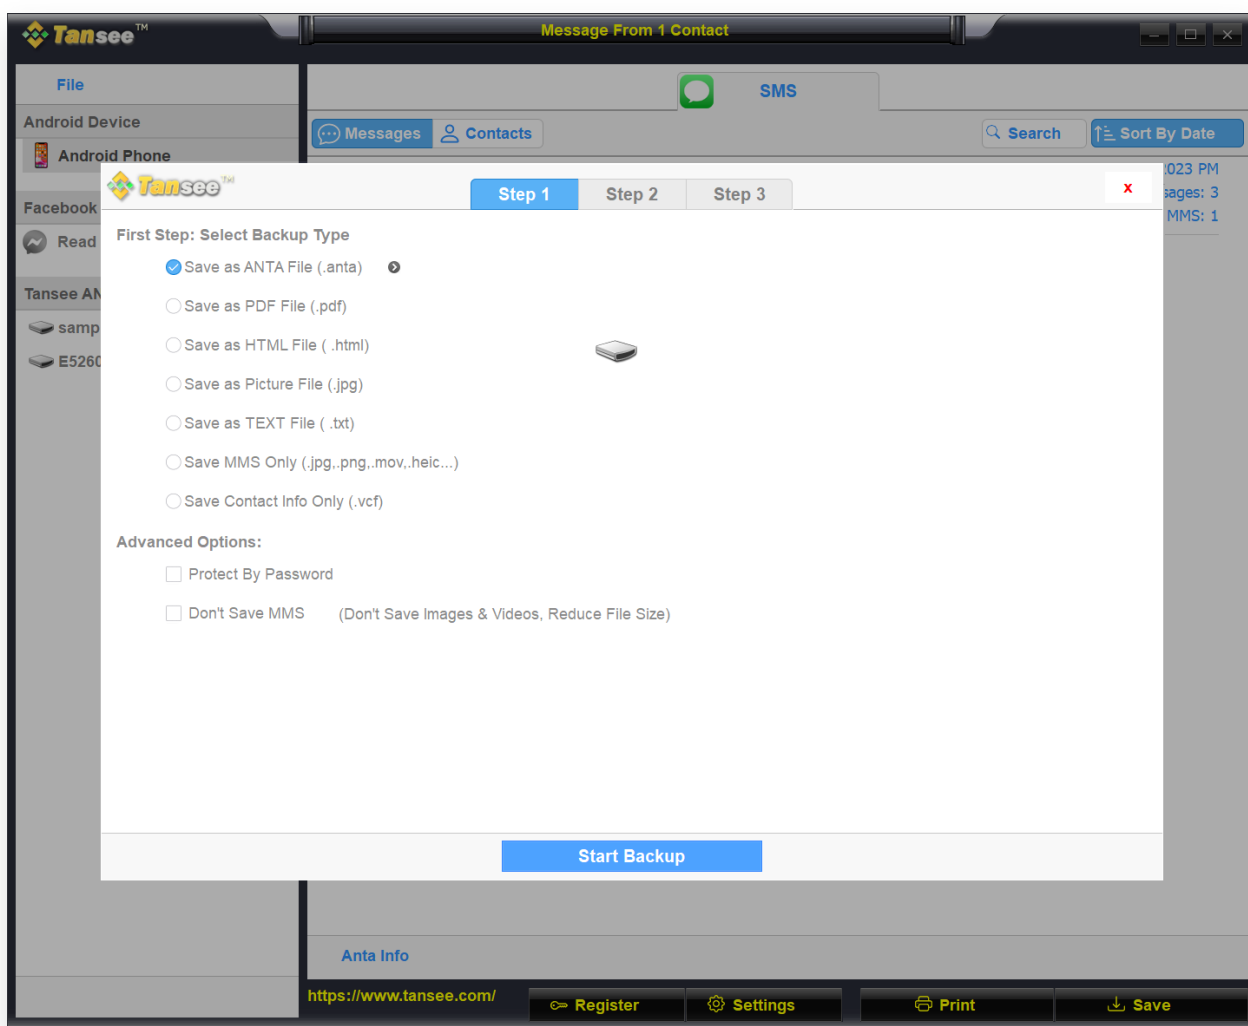 Tansee™
Message From 1 Contact
File
SMS
Android Device
Messages
Contacts
Search
Sort By Date
Android Phone
023 PM
sages: 3
MMS: 1
Facebook
Read
Tansee AN
samp
E5260
Tansee™
Step 1
Step 2
Step 3
x
First Step: Select Backup Type
Save as ANTA File (.anta)
Save as PDF File (.pdf)
Save as HTML File ( .html)
Save as Picture File (.jpg)
Save as TEXT File ( .txt)
Save MMS Only (.jpg,.png,.mov,.heic...)
Save Contact Info Only (.vcf)
Advanced Options:
Protect By Password
Don't Save MMS (Don't Save Images & Videos, Reduce File Size)
Start Backup
Anta Info
https://www.tansee.com/
Register
Settings
Print
Save